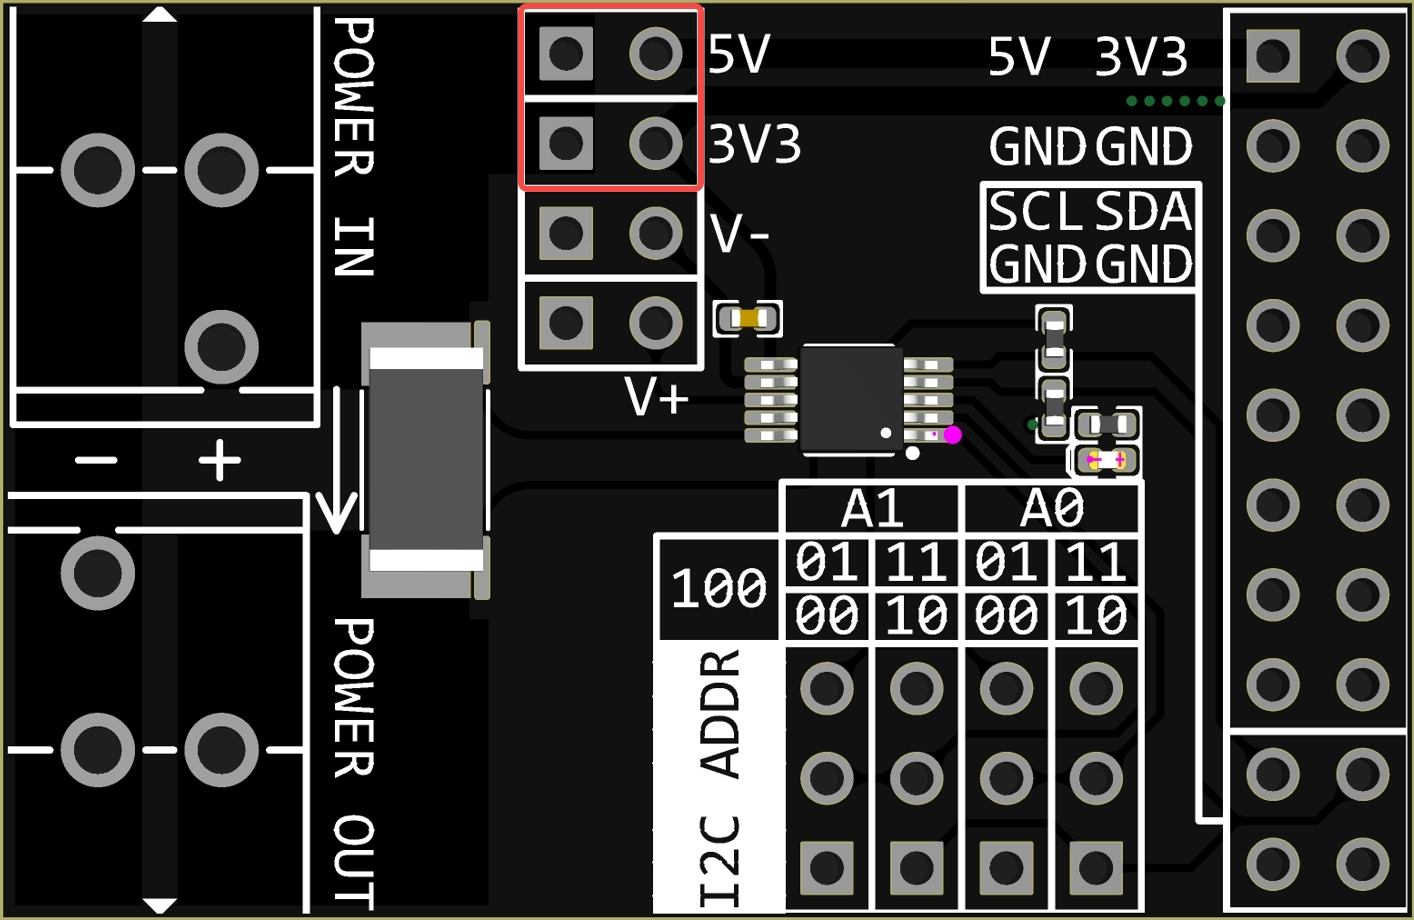 POWER IN
5V
3V3
V-
V+
5V 3V3
GND GND
SCL SDA
GND GND
- +
A1 A0
100
01 11 01 11
00 10 00 10
I2C ADDR
POWER OUT